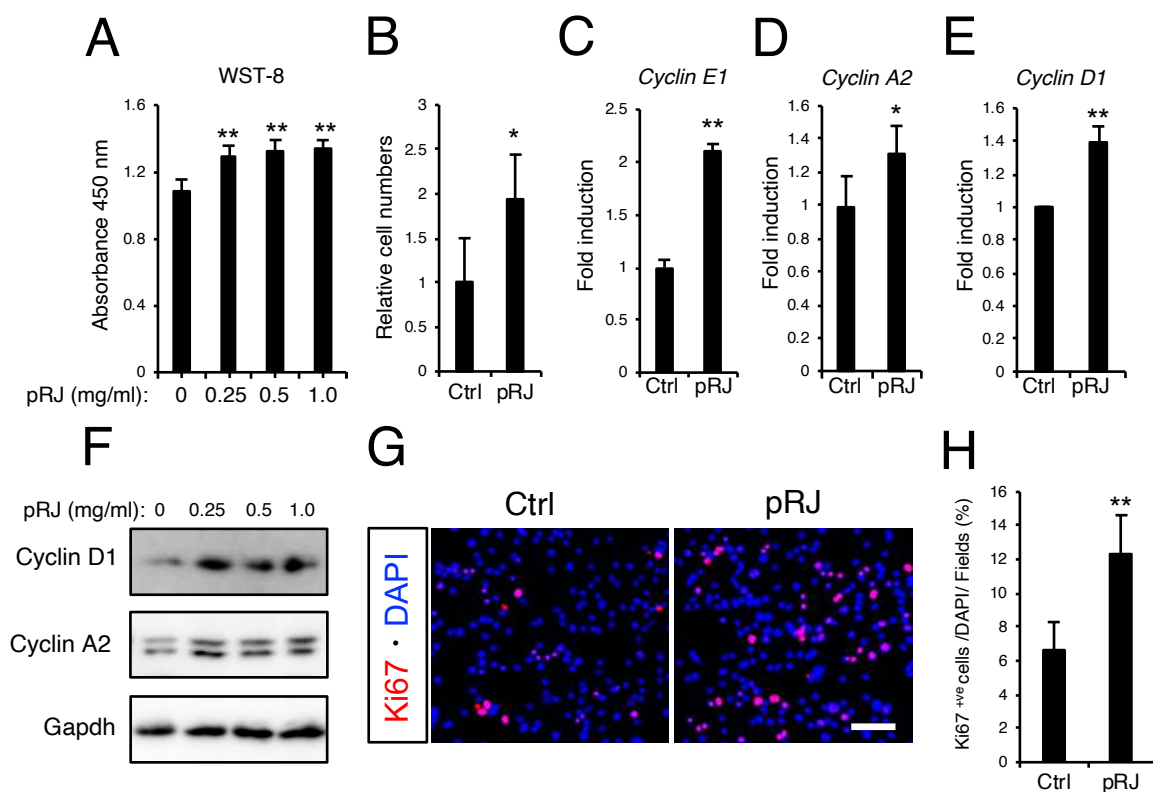 A
WST-8
Absorbance 450 nm
1.6
1.2
0.8
0.4
0
** ** **
pRJ (mg/ml): 0 0.25 0.5 1.0
B
Relative cell numbers
3
2.5
2
1.5
1
0.5
0
*
Ctrl pRJ
C
Cyclin E1
Fold induction
2.5
2
1.5
1
0.5
0
**
Ctrl pRJ
D
Cyclin A2
Fold induction
1.6
1.4
1.2
1
0.8
0.6
0.4
0.2
0
*
Ctrl pRJ
E
Cyclin D1
Fold induction
1.6
1.4
1.2
1
0.8
0.6
0.4
0.2
0
**
Ctrl pRJ
F
pRJ (mg/ml): 0 0.25 0.5 1.0
Cyclin D1
Cyclin A2
Gapdh
G
Ctrl pRJ
Ki67 · DAPI
H
Ki67 +ve cells /DAPI/ Fields (%)
16
14
12
10
8
6
4
2
0
**
Ctrl pRJ